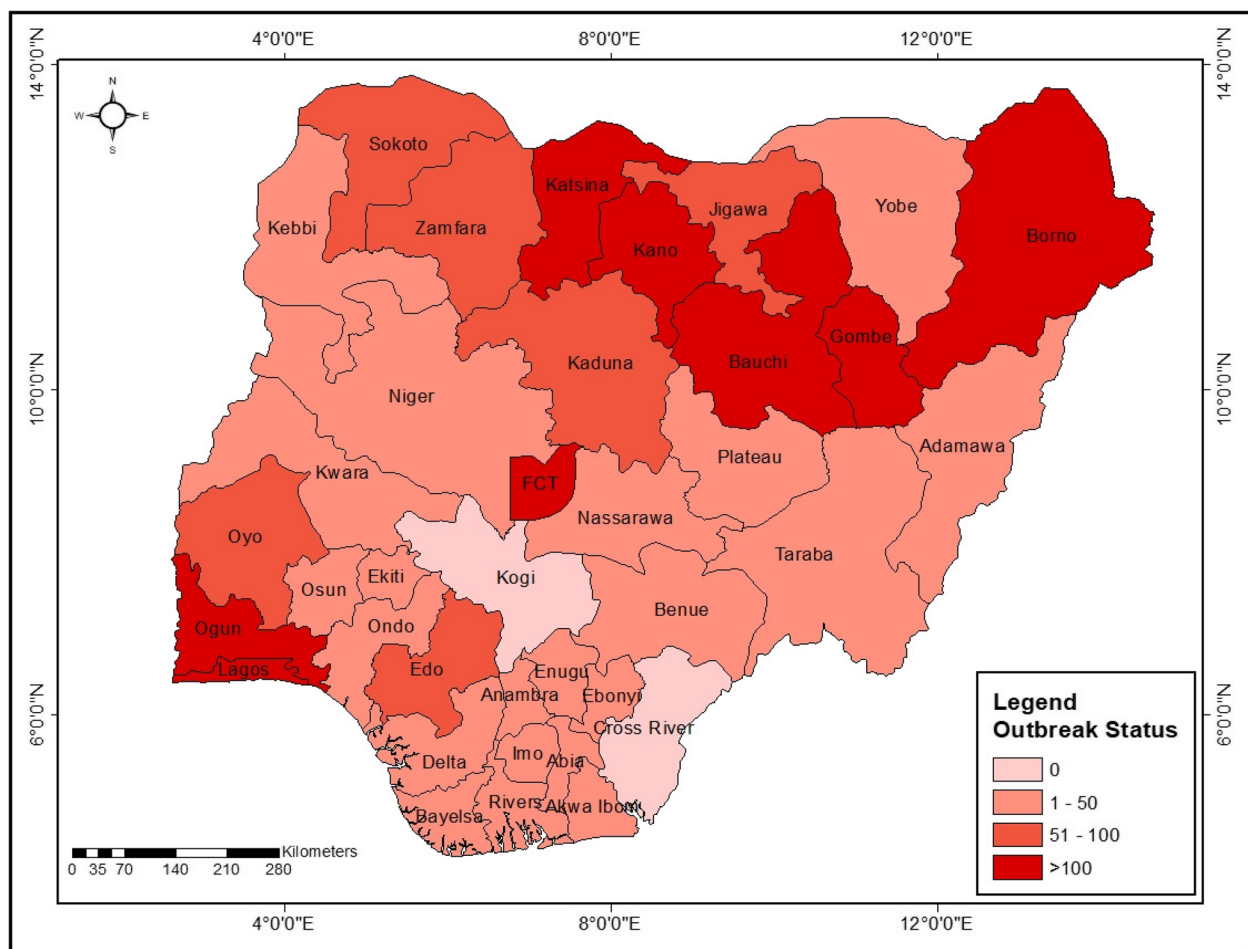 4°0'0"E
8°0'0"E
12°0'0"E
14°0'0"N
14°0'0"N
N
W
E
S
Sokoto
Katsina
Jigawa
Yobe
Kebbi
Zamfara
Kano
Borno
Gombe
Kaduna
Bauchi
10°0'0"N
10°0'0"N
Niger
Adamawa
Plateau
Kwara
FCT
Nassarawa
Oyo
Taraba
Kogi
Ekiti
Osun
Benue
Ogun
Ondo
Lagos
Edo
Enugu
Anambra
Ebonyi
6°0'0"N
6°0'0"N
Cross River
Imo
Abia
Delta
Rivers
Akwa Ibom
Bayelsa
Legend
Outbreak Status
0
1 - 50
51 - 100
>100
Kilometers
0 35 70 140 210 280
4°0'0"E
8°0'0"E
12°0'0"E